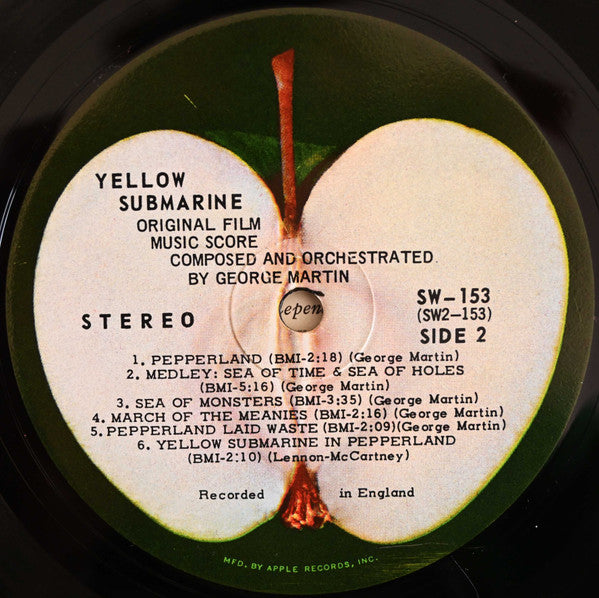 YELLOW
SUBMARINE
ORIGINAL FILM
MUSIC SCORE
COMPOSED AND ORCHESTRATED
BY GEORGE MARTIN
STEREO
SW-153
(SW2-153)
SIDE 2
1. PEPPERLAND (BMI-2:18) (George Martin)
2. MEDLEY: SEA OF TIME & SEA OF HOLES
(BMI-5:16) (George Martin)
3. SEA OF MONSTERS (BMI-3:35) (George Martin)
4. MARCH OF THE MEANIES (BMI-2:16) (George Martin)
5. PEPPERLAND LAID WASTE (BMI-2:09)(George Martin)
6. YELLOW SUBMARINE IN PEPPERLAND
(BMI-2:10) (Lennon-McCartney)
Recorded in England
MFD. BY APPLE RECORDS, INC.